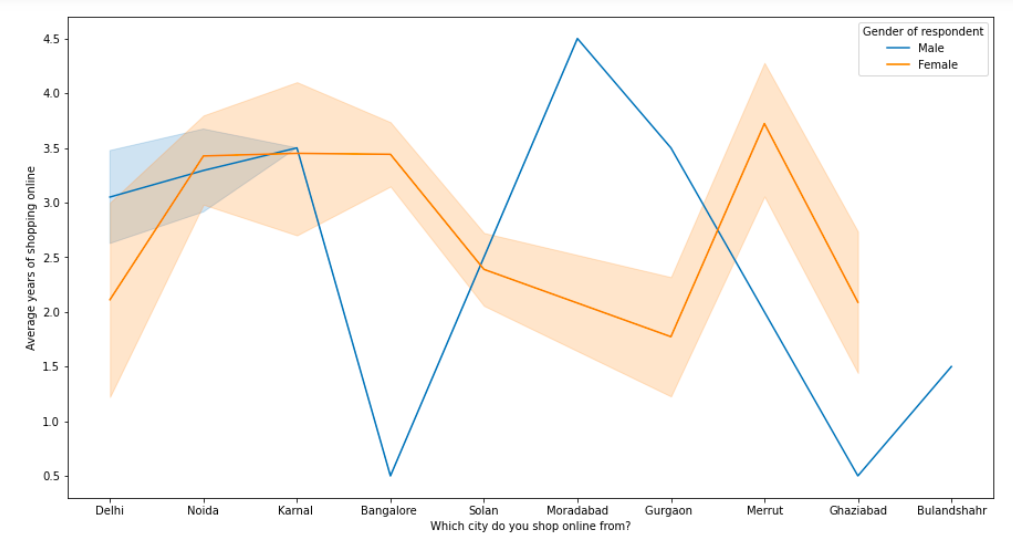 Gender of respondent
Male
Female
4.5
4.0
3.5
3.0
2.5
2.0
1.5
1.0
0.5
Average years of shopping online
Delhi Noida Karnal Bangalore Solan Moradabad Gurgaon Merrut Ghaziabad Bulandshahr
Which city do you shop online from?